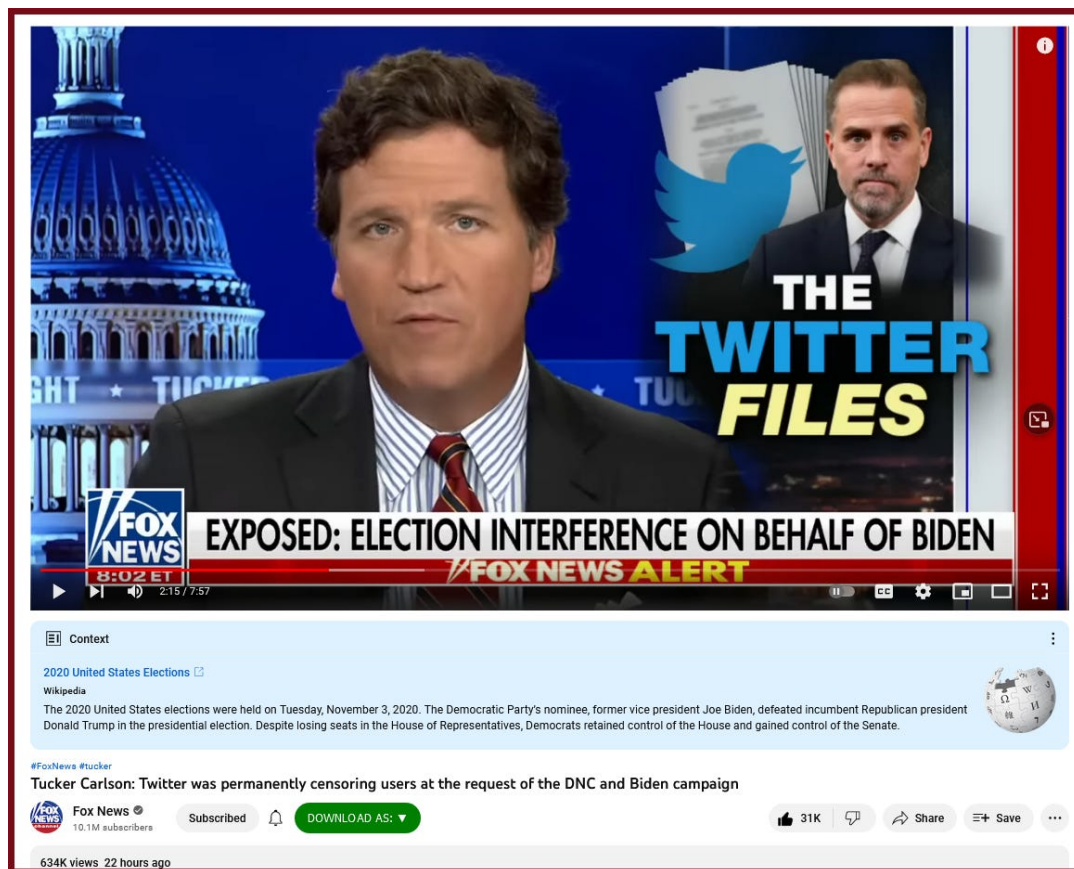 GHT ★ TUCKER
★ TUC
THE
TWITTER
FILES
FOX
NEWS
EXPOSED: ELECTION INTERFERENCE ON BEHALF OF BIDEN
8:02 ET
FOX NEWS ALERT
2:15 / 7:57
CC
Context
2020 United States Elections
Wikipedia
The 2020 United States elections were held on Tuesday, November 3, 2020. The Democratic Party's nominee, former vice president Joe Biden, defeated incumbent Republican president
Donald Trump in the presidential election. Despite losing seats in the House of Representatives, Democrats retained control of the House and gained control of the Senate.
#FoxNews #tucker
Tucker Carlson: Twitter was permanently censoring users at the request of the DNC and Biden campaign
FOX
NEWS
channel
Fox News
10.1M subscribers
Subscribed
DOWNLOAD AS: ▼
31K
Share
Save
634K views 22 hours ago